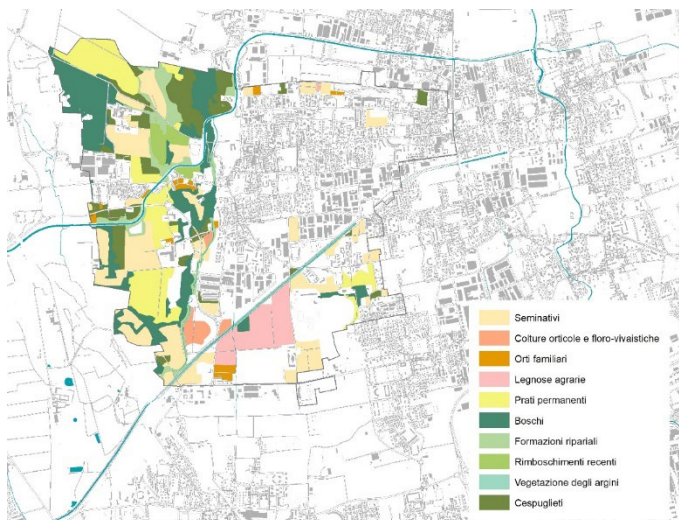 Seminativi
Colture orticole e floro-vivaistiche
Orti familiari
Legnose agrarie
Prati permanenti
Boschi
Formazioni ripariali
Rimboschimenti recenti
Vegetazione degli argini
Cespuglieti